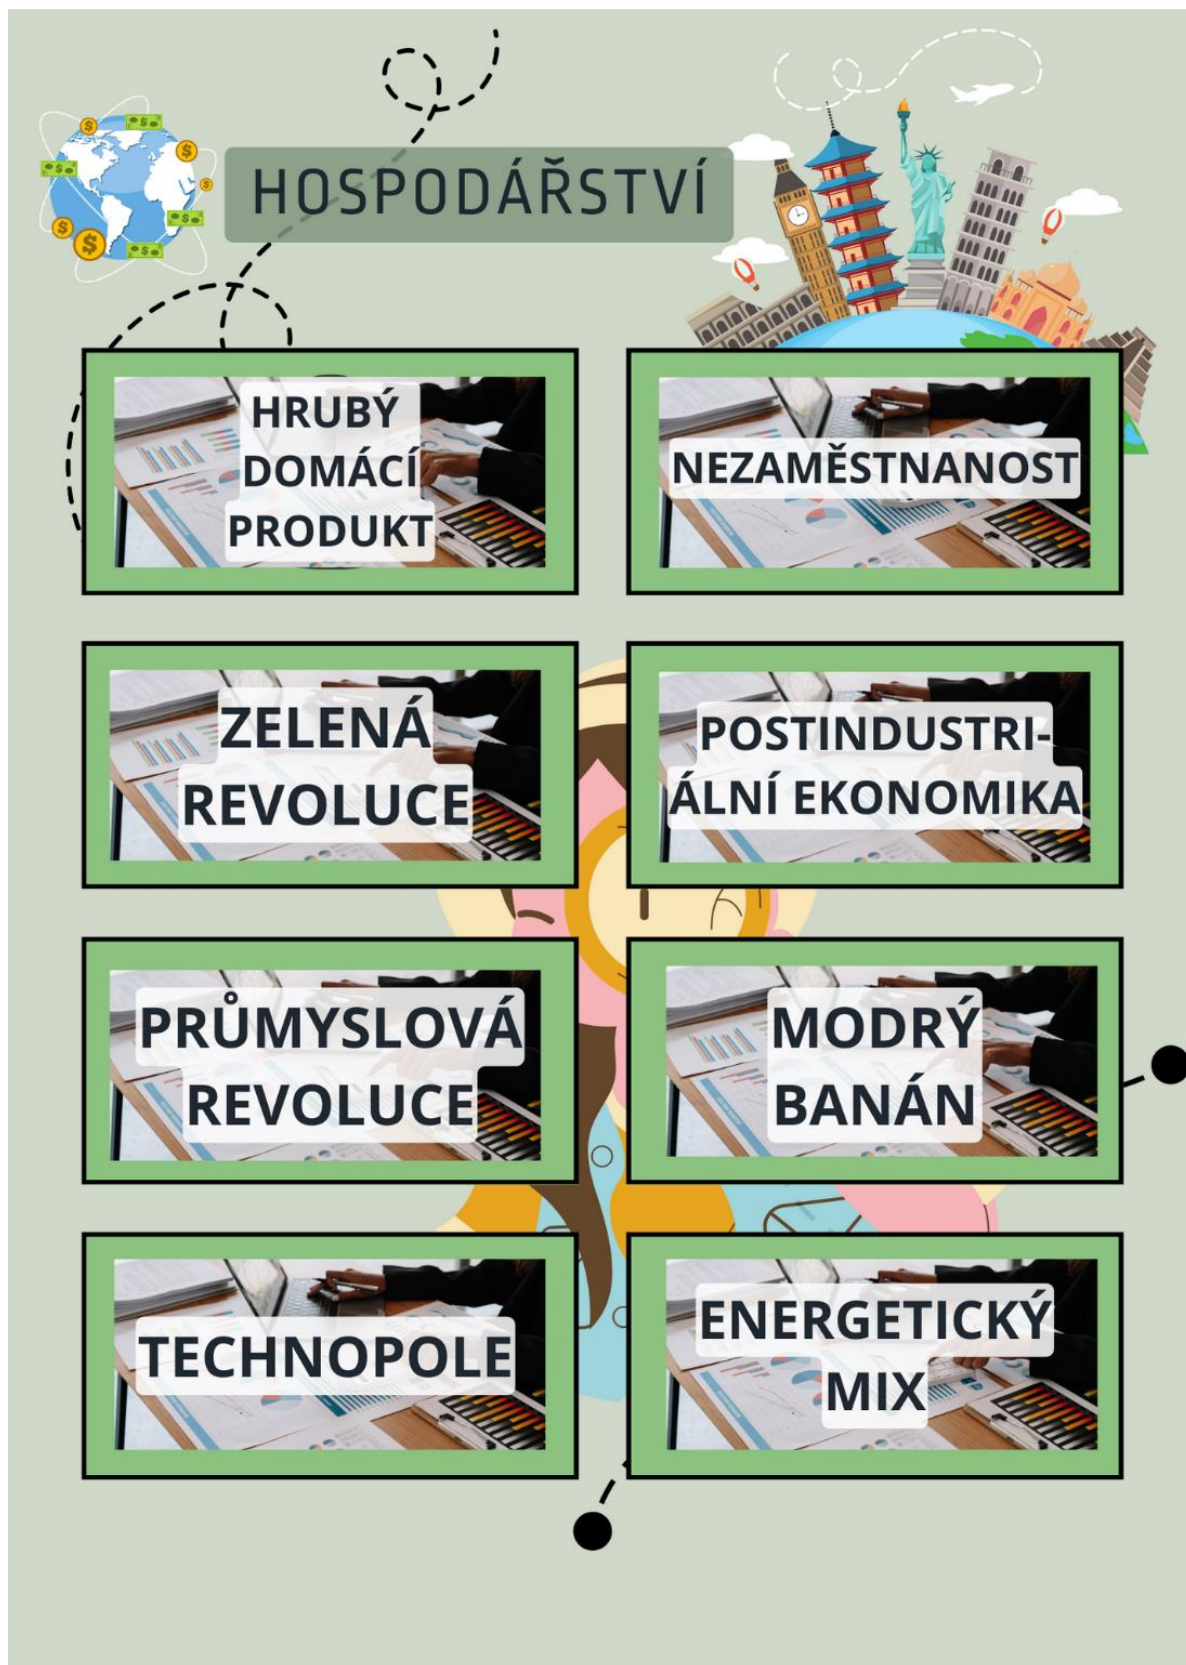 HOSPODÁŘSTVÍ
HRUBÝ
DOMÁCÍ
PRODUKT
NEZAMĚSTNANOST
ZELENÁ
REVOLUCE
POSTINDUSTRI-
ÁLNÍ EKONOMIKA
PRŮMYSLOVÁ
REVOLUCE
MODRÝ
BANÁN
TECHNOPOLE
ENERGETICKÝ
MIX